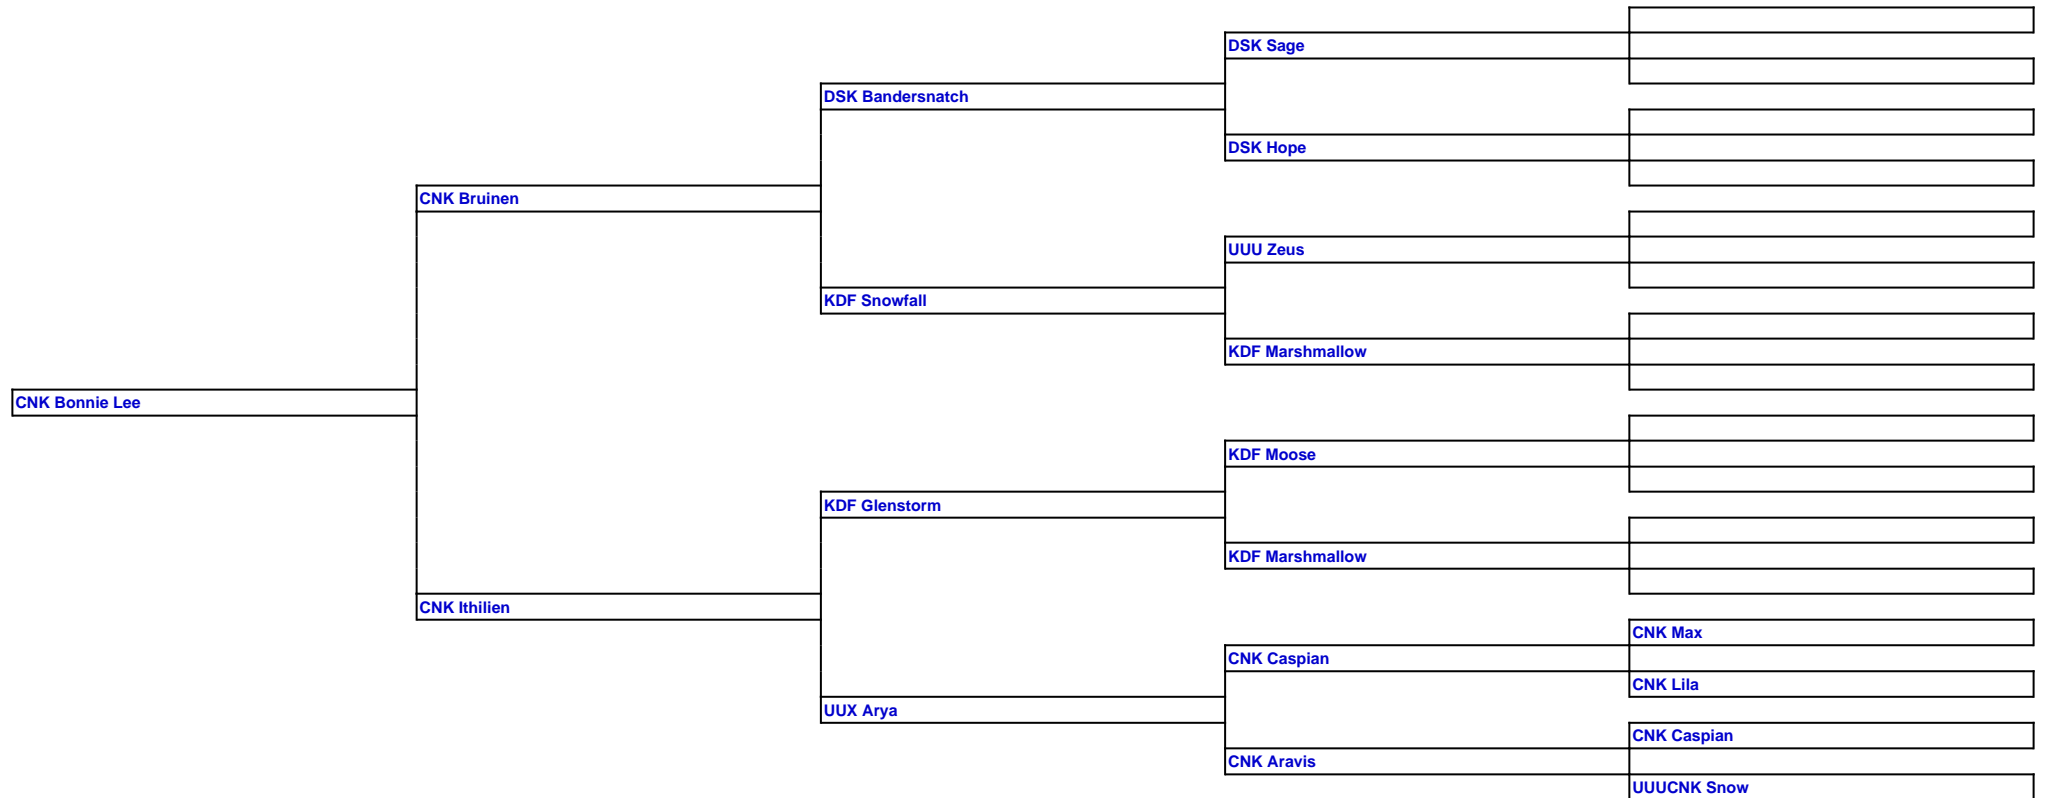 DSK Sage
DSK Bandersnatch
DSK Hope
CNK Bruinen
UUU Zeus
KDF Snowfall
KDF Marshmallow
CNK Bonnie Lee
KDF Moose
KDF Glenstorm
KDF Marshmallow
CNK Ithilien
CNK Max
CNK Caspian
CNK Lila
UUX Arya
CNK Caspian
CNK Aravis
UUUCNK Snow